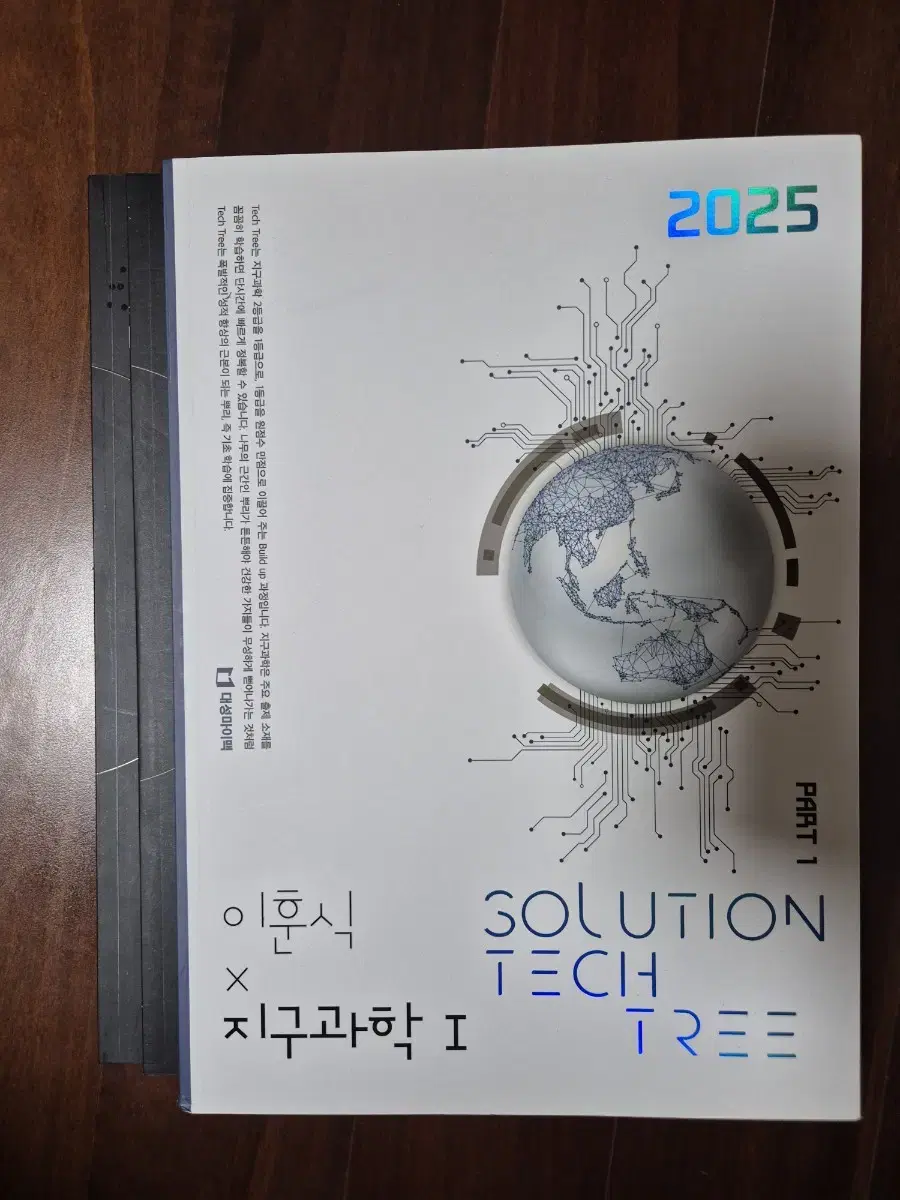 2025
PART 1
SOLUTION
TECH
TREE
이훈식
X
지구과학 I
Tech Tree는 지구과학 2등급을 1등급으로, 1등급을 원점수 만점으로 이끌어 주는 Build up 과정입니다. 지구과학은 주요 출제 소재를
꼼꼼히 학습하면 단시간에 빠르게 정복할 수 있습니다. 나무의 근간인 뿌리가 튼튼해야 건강한 가지들이 무성하게 뻗어나가는 것처럼
Tech Tree는 폭발적인 성적 향상의 근본이 되는 뿌리, 즉 기초 학습에 집중합니다.
대성마이맥